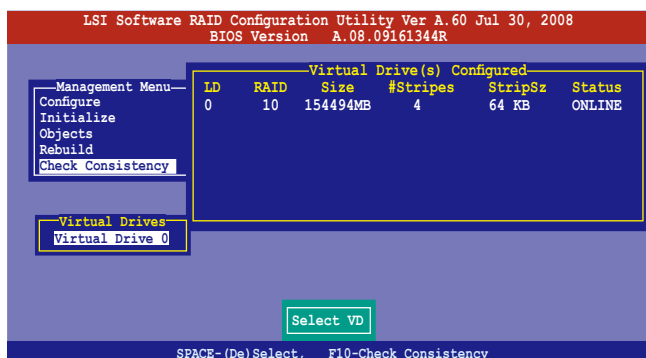 LSI Software RAID Configuration Utility Ver A.60 Jul 30, 2008
BIOS Version A.08.09161344R
Management Menu
Configure
Initialize
Objects
Rebuild
Check Consistency
Virtual Drive(s) Configured
LD RAID Size #Stripes StripSz Status
0 10 154494MB 4 64 KB ONLINE
Virtual Drives
Virtual Drive 0
Select VD
SPACE-(De)Select, F10-Check Consistency